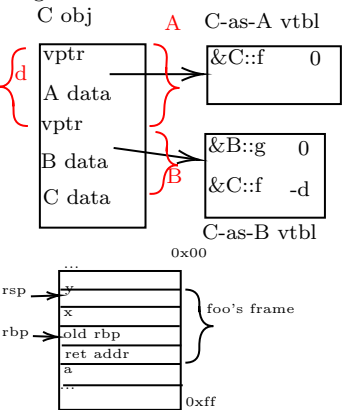 C obj
A
C-as-A vtbl
vptr
&C::f 0
d
A data
vptr
&B::g 0
B data
B
&C::f -d
C data
C-as-B vtbl
0x00
...
rsp
y
x
foo's frame
rbp
old rbp
ret addr
a
...
0xff